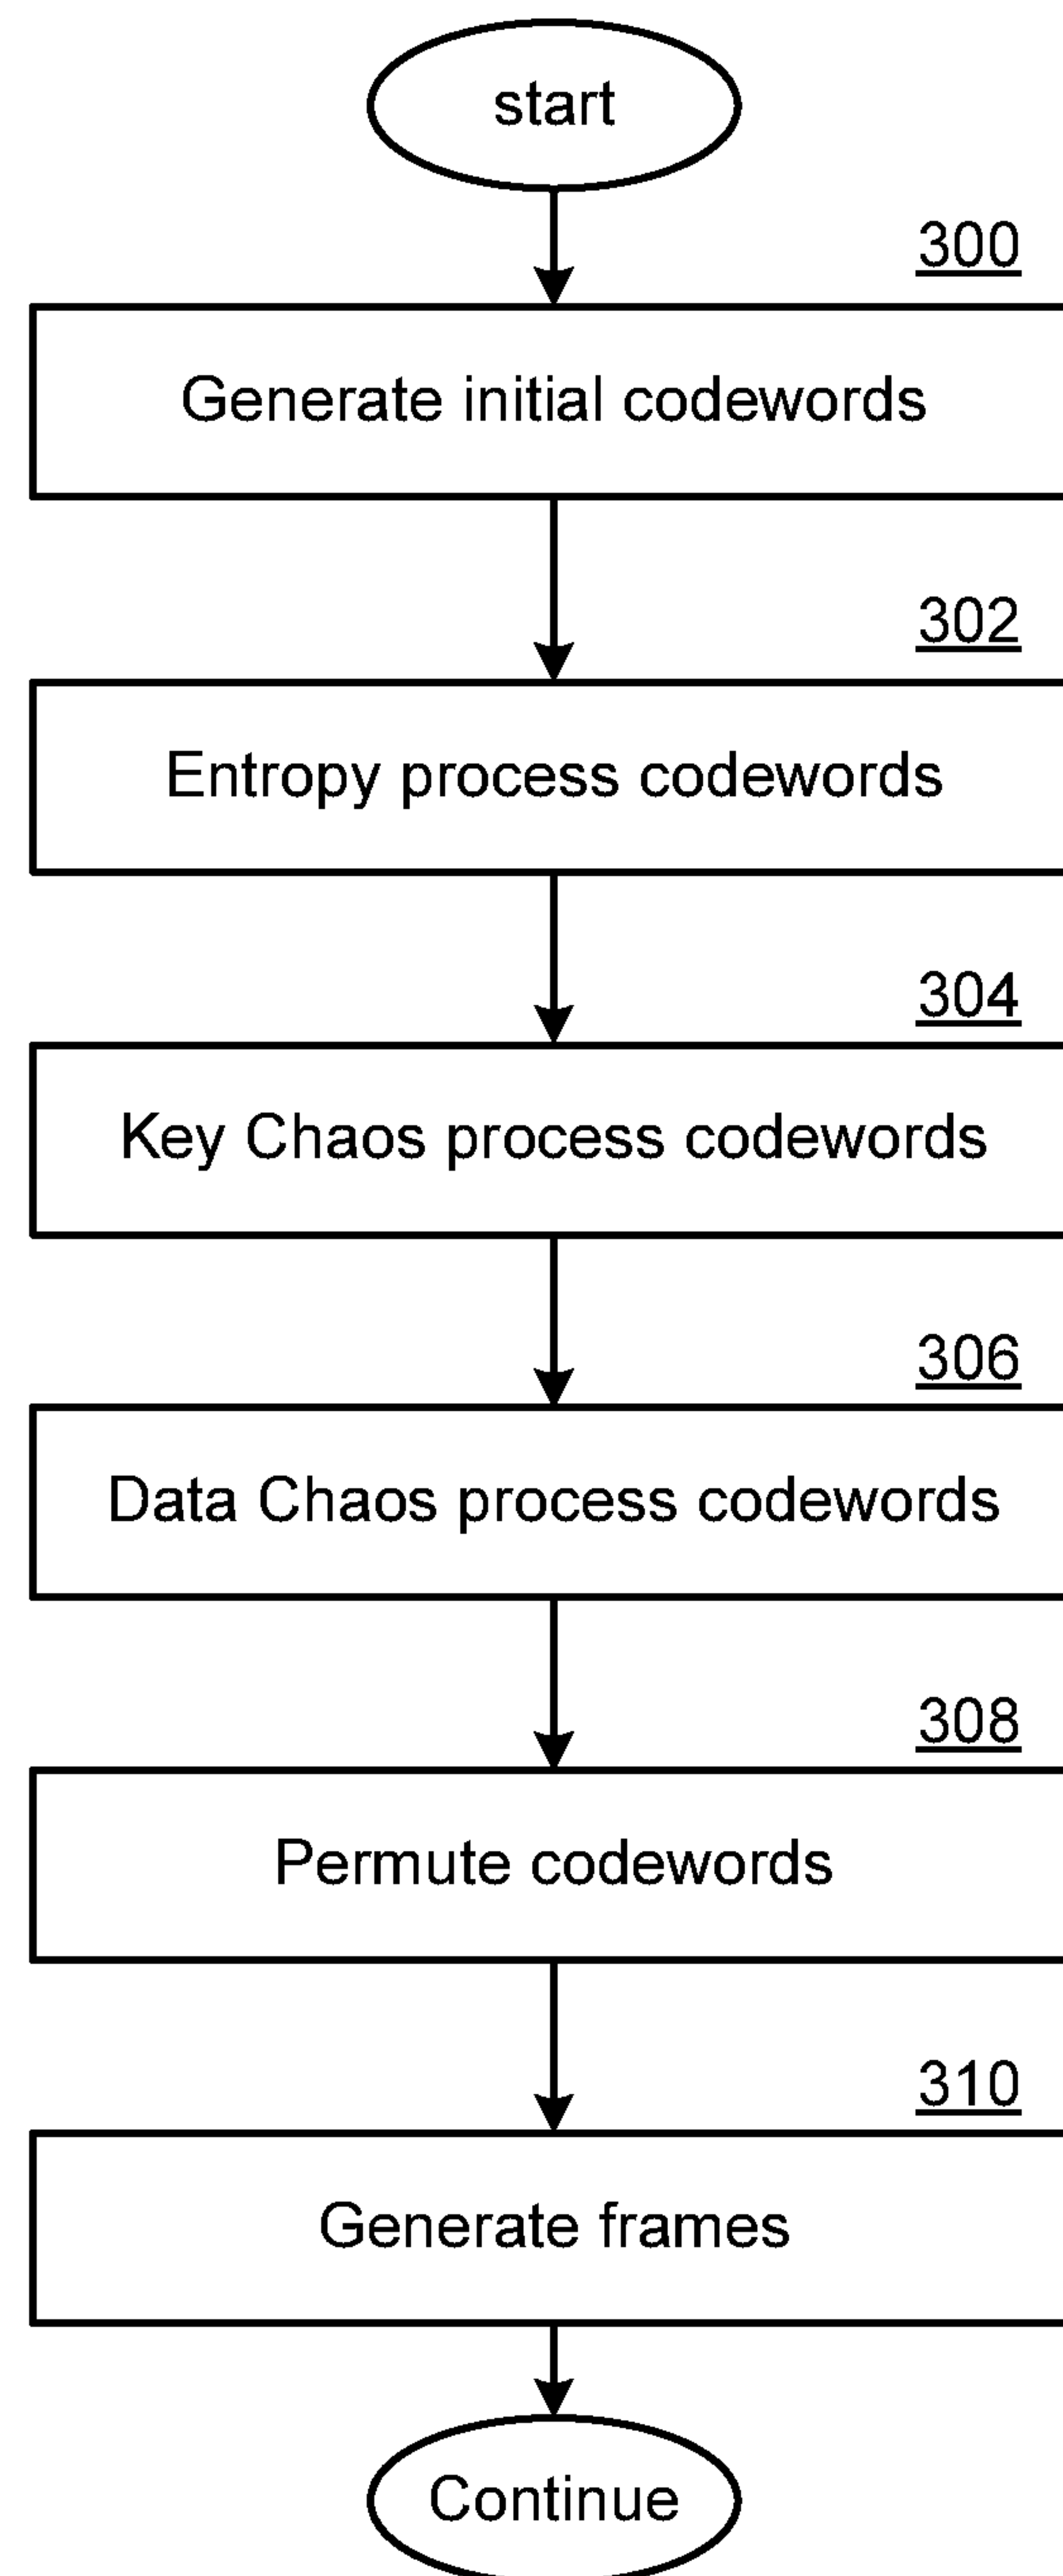 start
300
Generate initial codewords
302
Entropy process codewords
304
Key Chaos process codewords
306
Data Chaos process codewords
308
Permute codewords
310
Generate frames
Continue